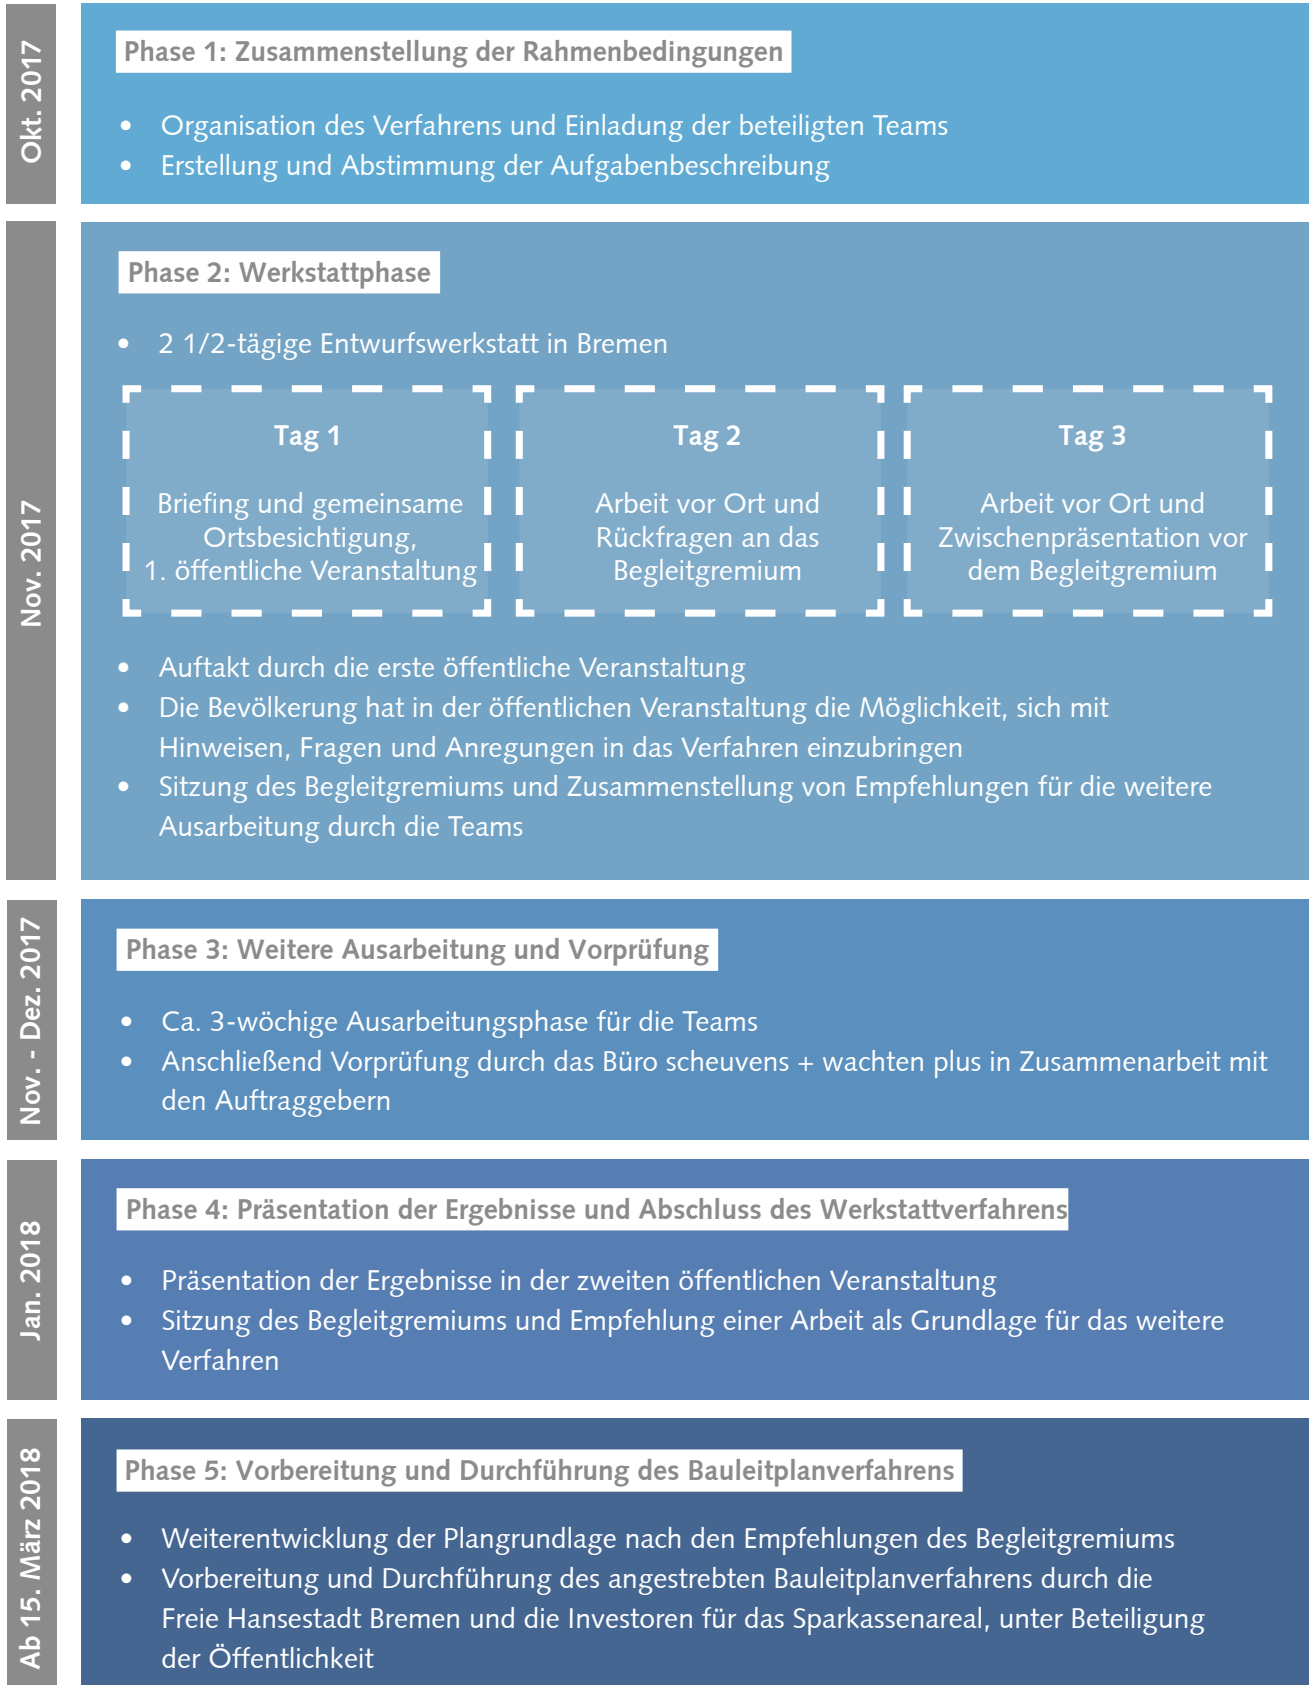 Okt. 2017
Phase 1: Zusammenstellung der Rahmenbedingungen
• Organisation des Verfahrens und Einladung der beteiligten Teams
• Erstellung und Abstimmung der Aufgabenbeschreibung
Nov. 2017
Phase 2: Werkstattphase
• 2 1/2-tägige Entwurfswerkstatt in Bremen
Tag 1
Briefing und gemeinsame
Ortsbesichtigung,
1. öffentliche Veranstaltung
Tag 2
Arbeit vor Ort und
Rückfragen an das
Begleitgremium
Tag 3
Arbeit vor Ort und
Zwischenpräsentation vor
dem Begleitgremium
• Auftakt durch die erste öffentliche Veranstaltung
• Die Bevölkerung hat in der öffentlichen Veranstaltung die Möglichkeit, sich mit
Hinweisen, Fragen und Anregungen in das Verfahren einzubringen
• Sitzung des Begleitgremiums und Zusammenstellung von Empfehlungen für die weitere
Ausarbeitung durch die Teams
Nov. - Dez. 2017
Phase 3: Weitere Ausarbeitung und Vorprüfung
• Ca. 3-wöchige Ausarbeitungsphase für die Teams
• Anschließend Vorprüfung durch das Büro scheuvens + wachten plus in Zusammenarbeit mit
den Auftraggebern
Jan. 2018
Phase 4: Präsentation der Ergebnisse und Abschluss des Werkstattverfahrens
• Präsentation der Ergebnisse in der zweiten öffentlichen Veranstaltung
• Sitzung des Begleitgremiums und Empfehlung einer Arbeit als Grundlage für das weitere
Verfahren
Ab 15. März 2018
Phase 5: Vorbereitung und Durchführung des Bauleitplanverfahrens
• Weiterentwicklung der Plangrundlage nach den Empfehlungen des Begleitgremiums
• Vorbereitung und Durchführung des angestrebten Bauleitplanverfahrens durch die
Freie Hansestadt Bremen und die Investoren für das Sparkassenareal, unter Beteiligung
der Öffentlichkeit